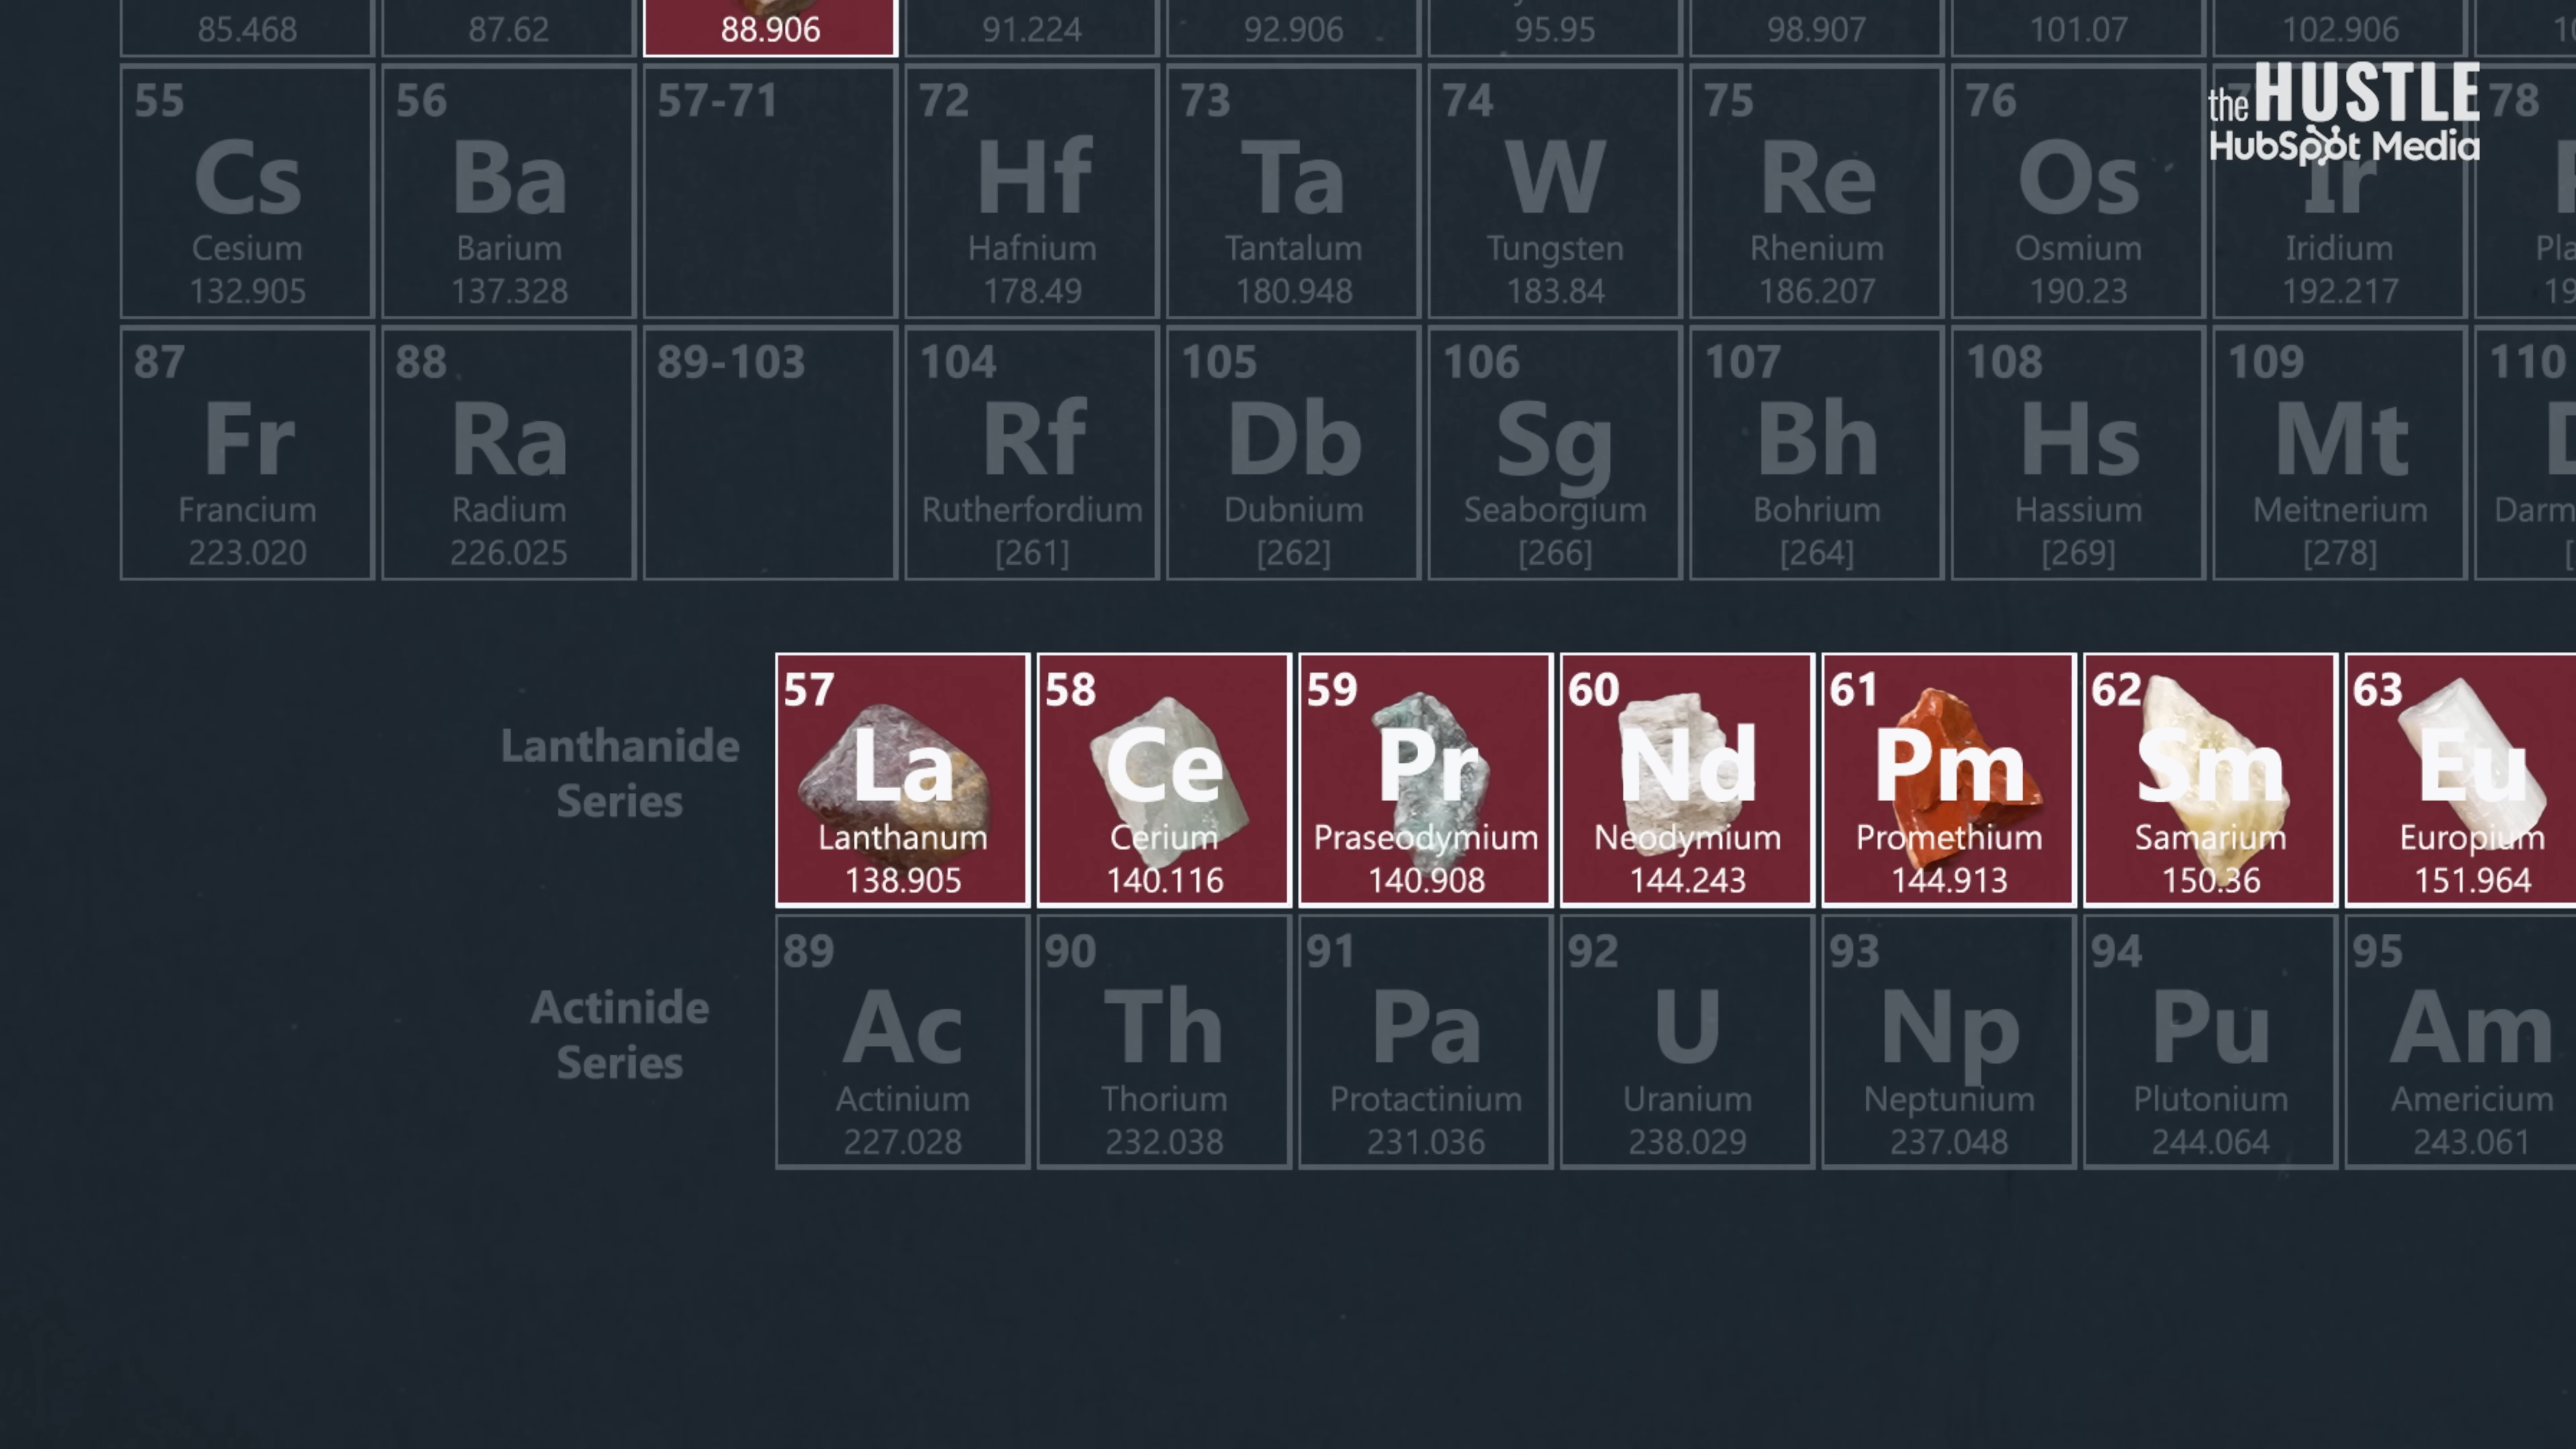 85.468 87.62 88.906 91.224 92.906 95.95 98.907 101.07 102.906
the HUSTLE
HubSpot Media
55 56 57-71 72 73 74 75 76 78
Cs Ba Hf Ta W Re Os Ir
Cesium Barium Hafnium Tantalum Tungsten Rhenium Osmium Iridium
132.905 137.328 178.49 180.948 183.84 186.207 190.23 192.217
87 88 89-103 104 105 106 107 108 109 110
Fr Ra Rf Db Sg Bh Hs Mt
Francium Radium Rutherfordium Dubnium Seaborgium Bohrium Hassium Meitnerium Darm
223.020 226.025 [261] [262] [266] [264] [269] [278]
Lanthanide
Series
57 58 59 60 61 62 63
La Ce Pr Nd Pm Sm Eu
Lanthanum Cerium Praseodymium Neodymium Promethium Samarium Europium
138.905 140.116 140.908 144.243 144.913 150.36 151.964
Actinide
Series
89 90 91 92 93 94 95
Ac Th Pa U Np Pu Am
Actinium Thorium Protactinium Uranium Neptunium Plutonium Americium
227.028 232.038 231.036 238.029 237.048 244.064 243.061